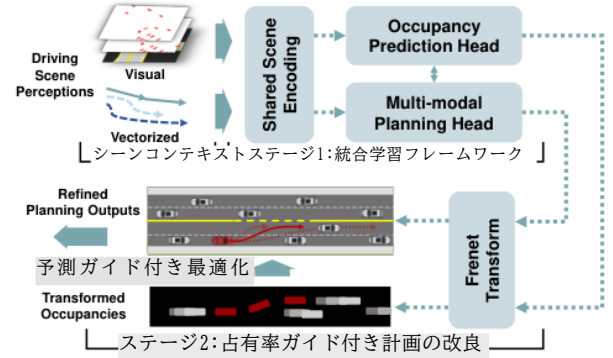 Driving
Scene
Perceptions
Visual
Vectorized
Shared Scene
Encoding
Occupancy
Prediction Head
Multi-modal
Planning Head
シーンコンテキストステージ1:統合学習フレームワーク
Refined
Planning Outputs
予測ガイド付き最適化
Transformed
Occupancies
Frenet
Transform
ステージ2:占有率ガイド付き計画の改良